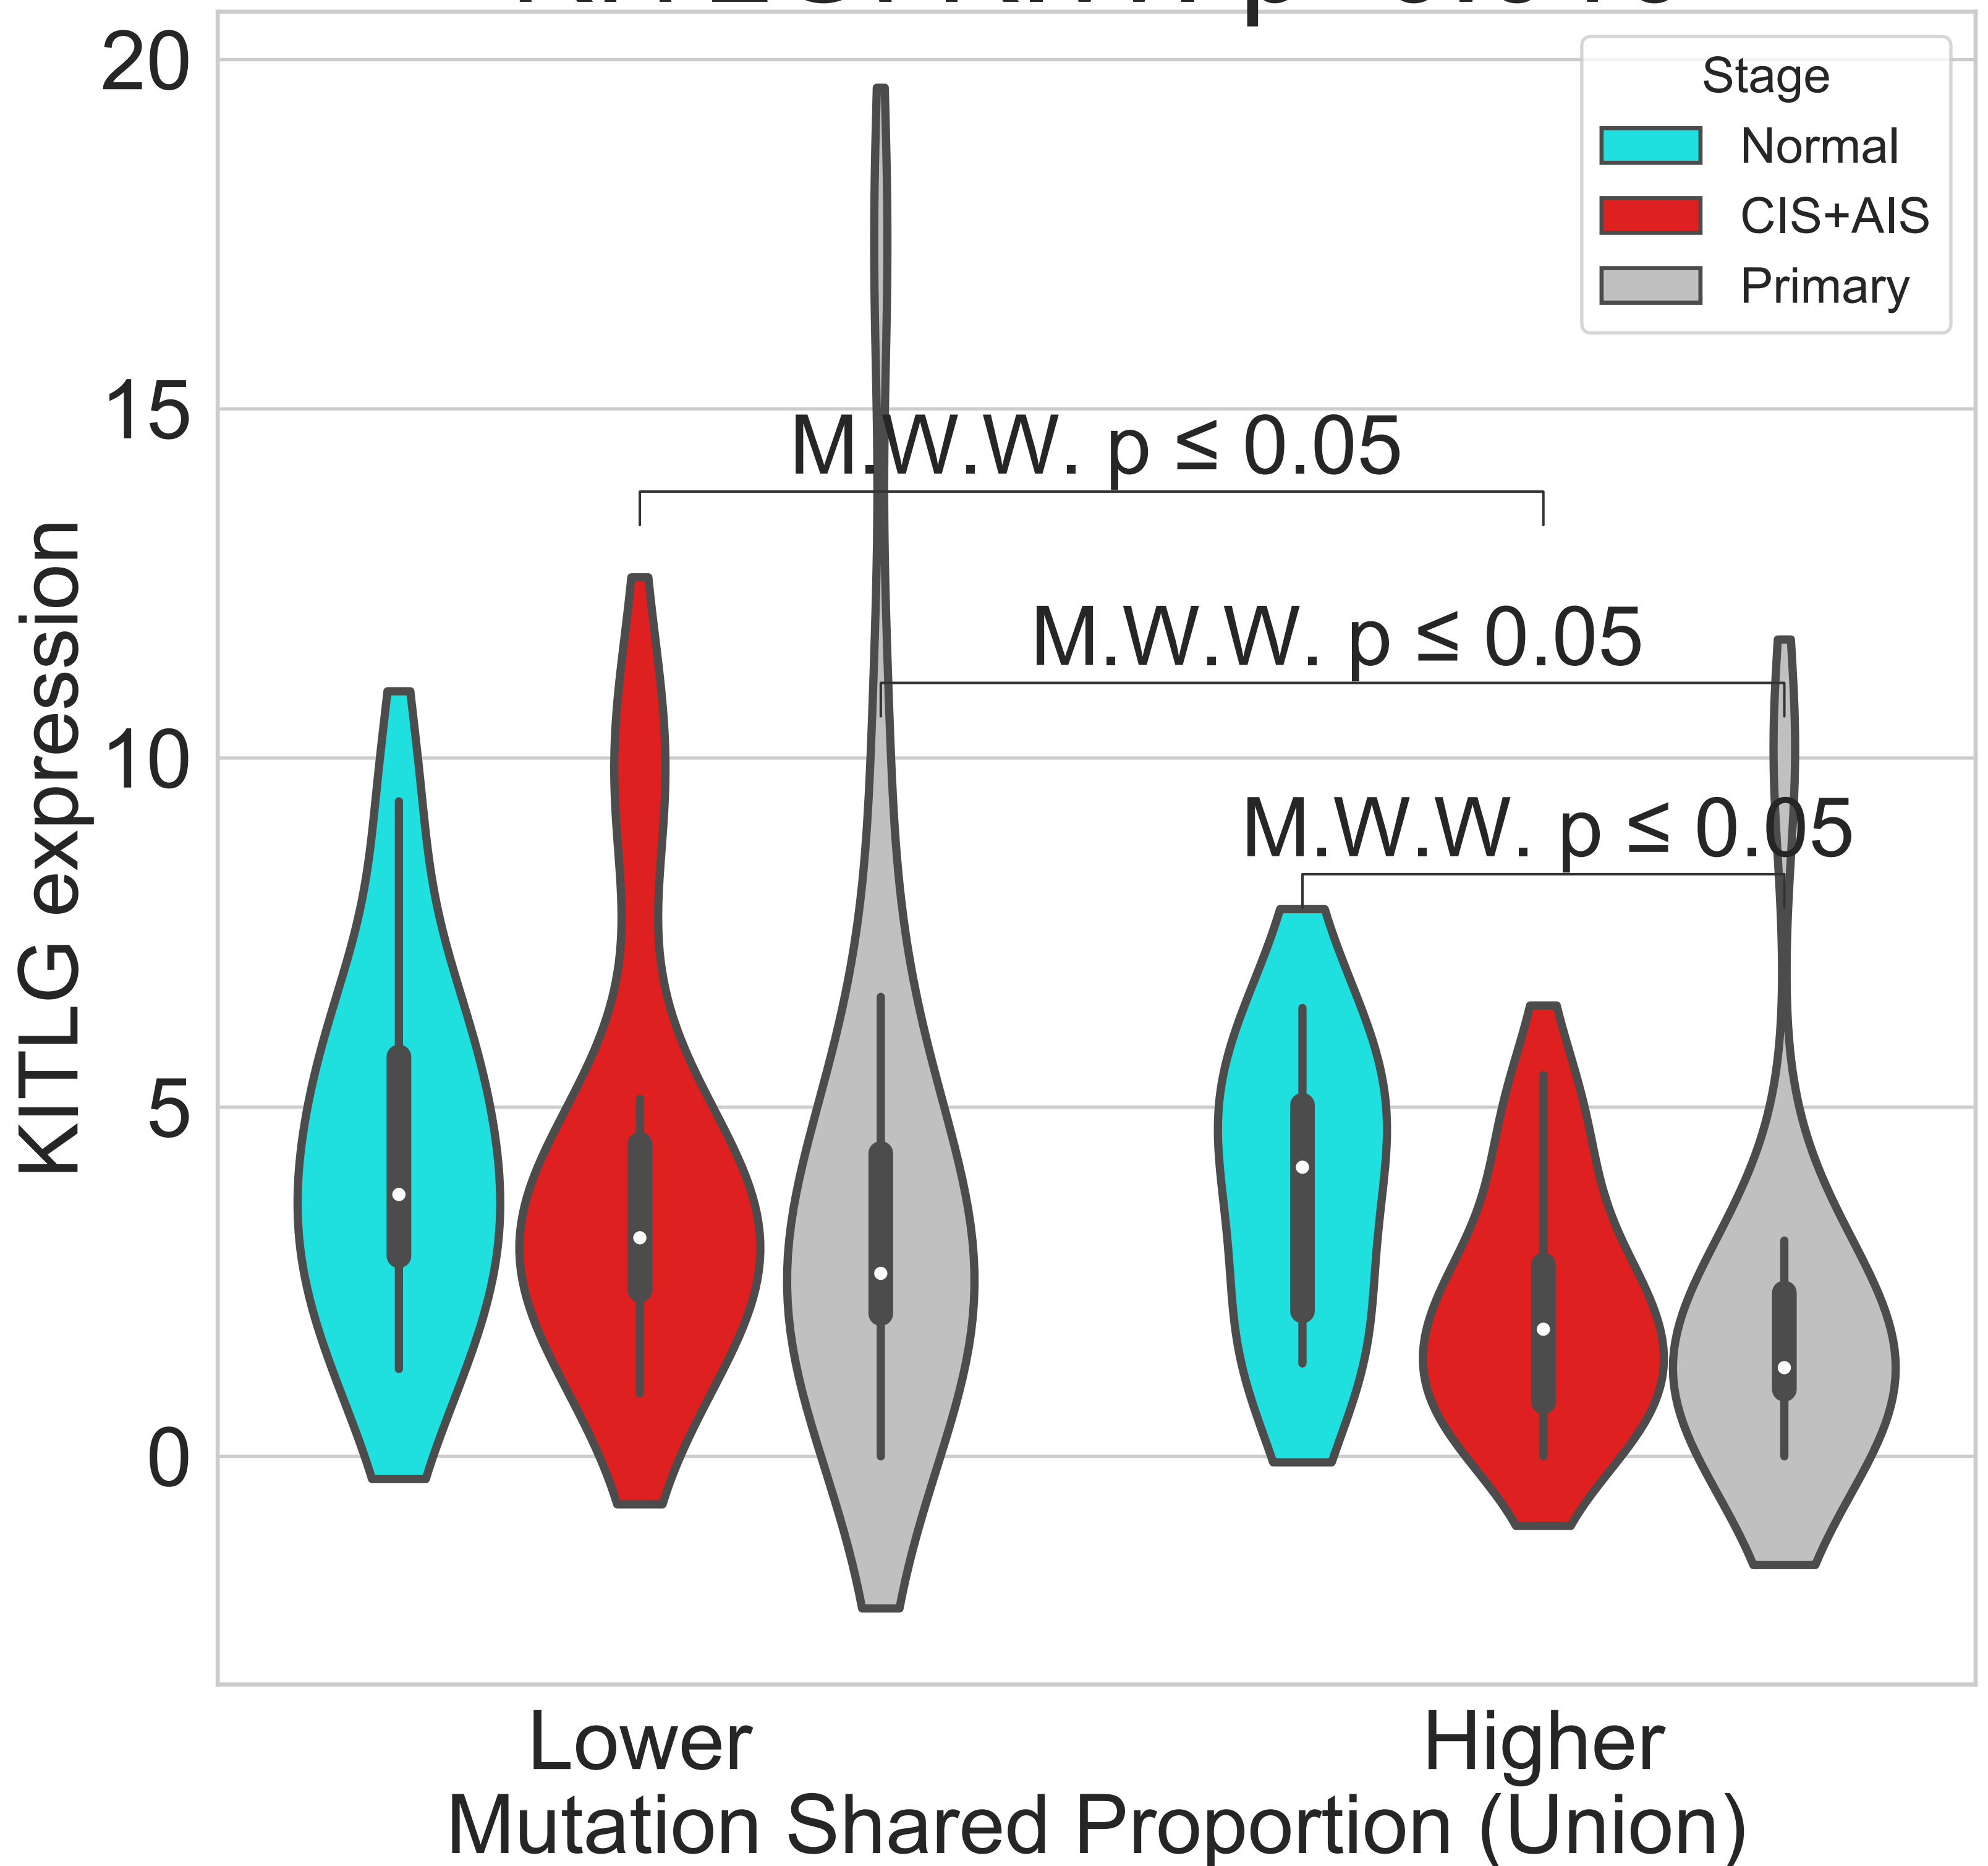 20
15
10
5
0
KITLG expression
Stage
Normal
CIS+AIS
Primary
M.W.W. p ≤ 0.05
M.W.W. p ≤ 0.05
M.W.W. p ≤ 0.05
Lower
Higher
Mutation Shared Proportion (Union)